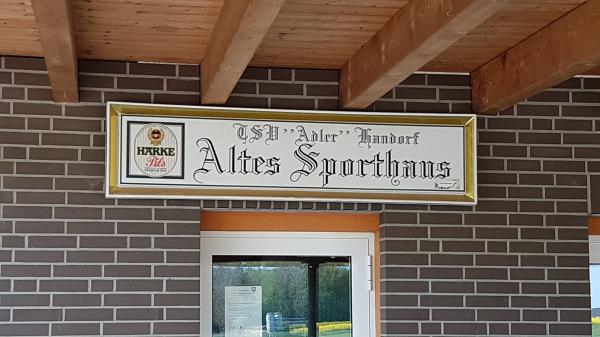 HÄRKE
Pils
TSV "Adler" Handorf
Altes Sporthaus